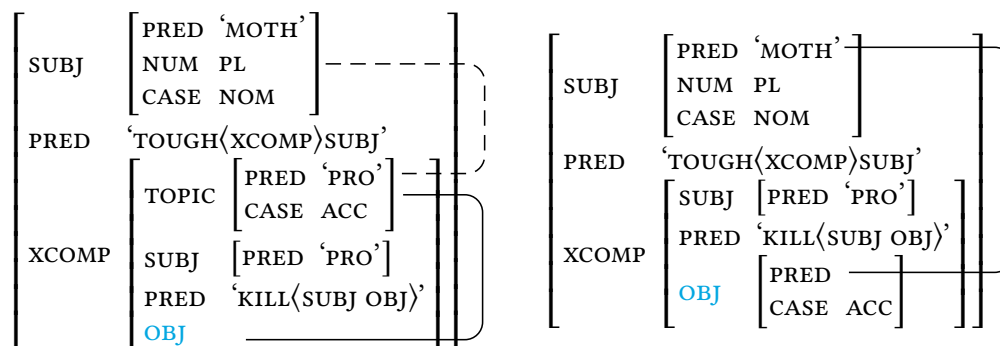 PRED ‘MOTH’
SUBJ NUM PL
CASE NOM
PRED ‘TOUGH⟨XCOMP⟩SUBJ’
TOPIC PRED ‘PRO’
CASE ACC
XCOMP SUBJ [PRED ‘PRO’]
PRED ‘KILL⟨SUBJ OBJ⟩’
OBJ
PRED ‘MOTH’
SUBJ NUM PL
CASE NOM
PRED ‘TOUGH⟨XCOMP⟩SUBJ’
SUBJ [PRED ‘PRO’]
XCOMP PRED ‘KILL⟨SUBJ OBJ⟩’
OBJ PRED
CASE ACC